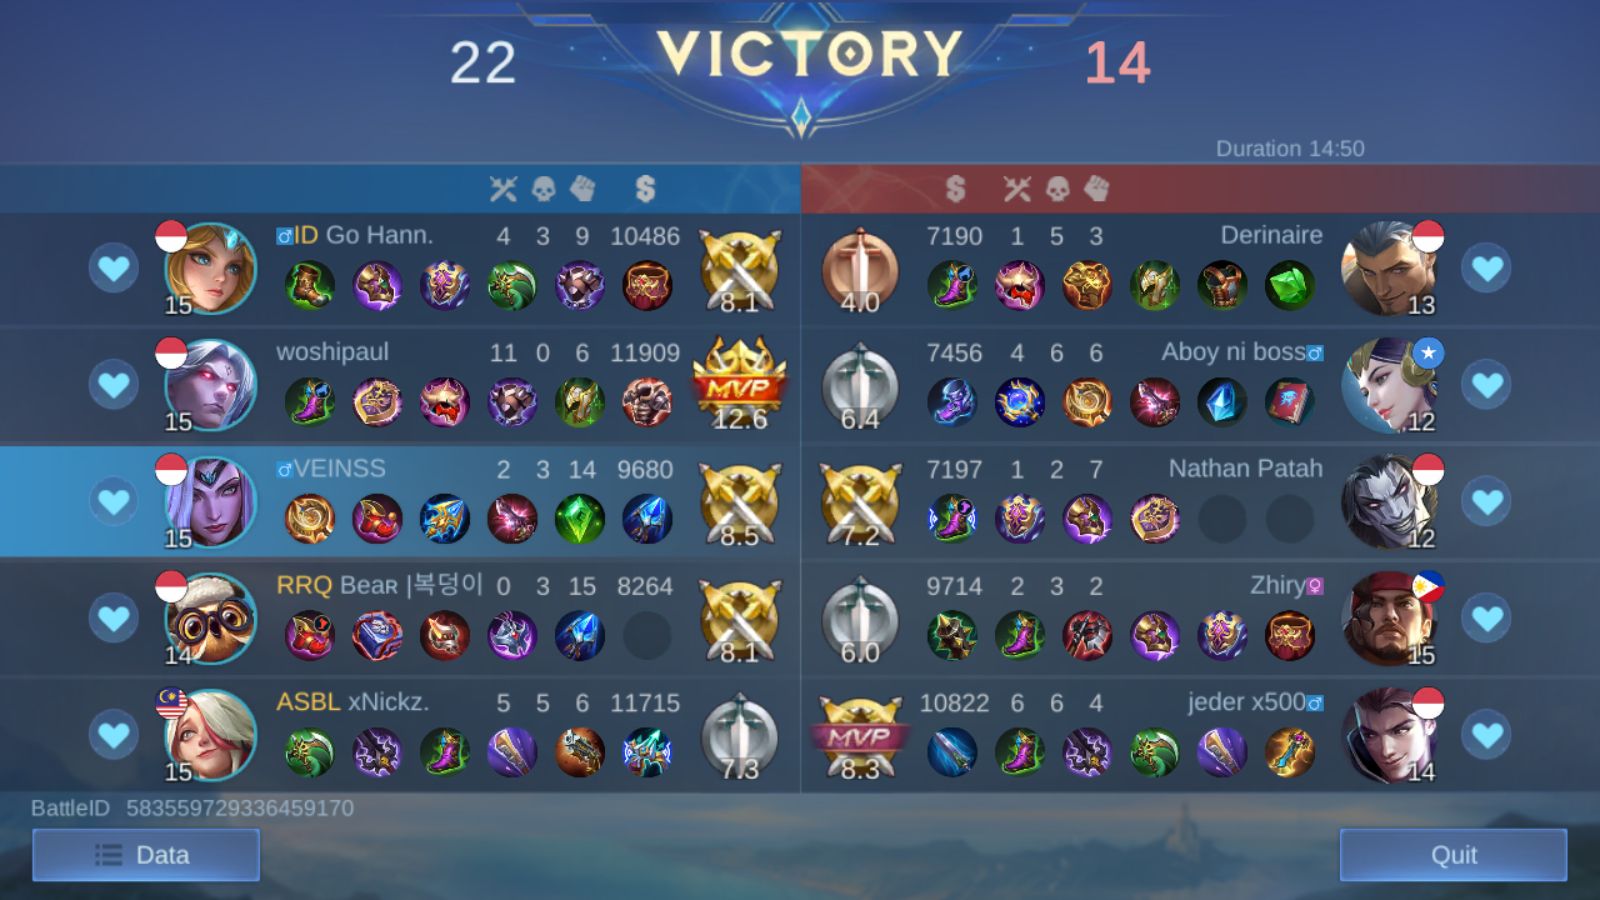 22 VICTORY 14
Duration 14:50
ID Go Hann. 4 3 9 10486
15 8.1
7190 1 5 3 Derinaire
4.0 13
woshipaul 11 0 6 11909
15 MVP 12.6
7456 4 6 6 Aboy ni boss
6.4 12
VEINSS 2 3 14 9680
15 8.5
7197 1 2 7 Nathan Patah
7.2 12
RRQ Bear |복덩이 0 3 15 8264
14 8.1
9714 2 3 2 Zhiry
6.0 15
ASBL xNickz. 5 5 6 11715
15 7.3
10822 6 6 4 jeder x500
MVP 8.3 14
BattleID 583559729336459170
Data
Quit